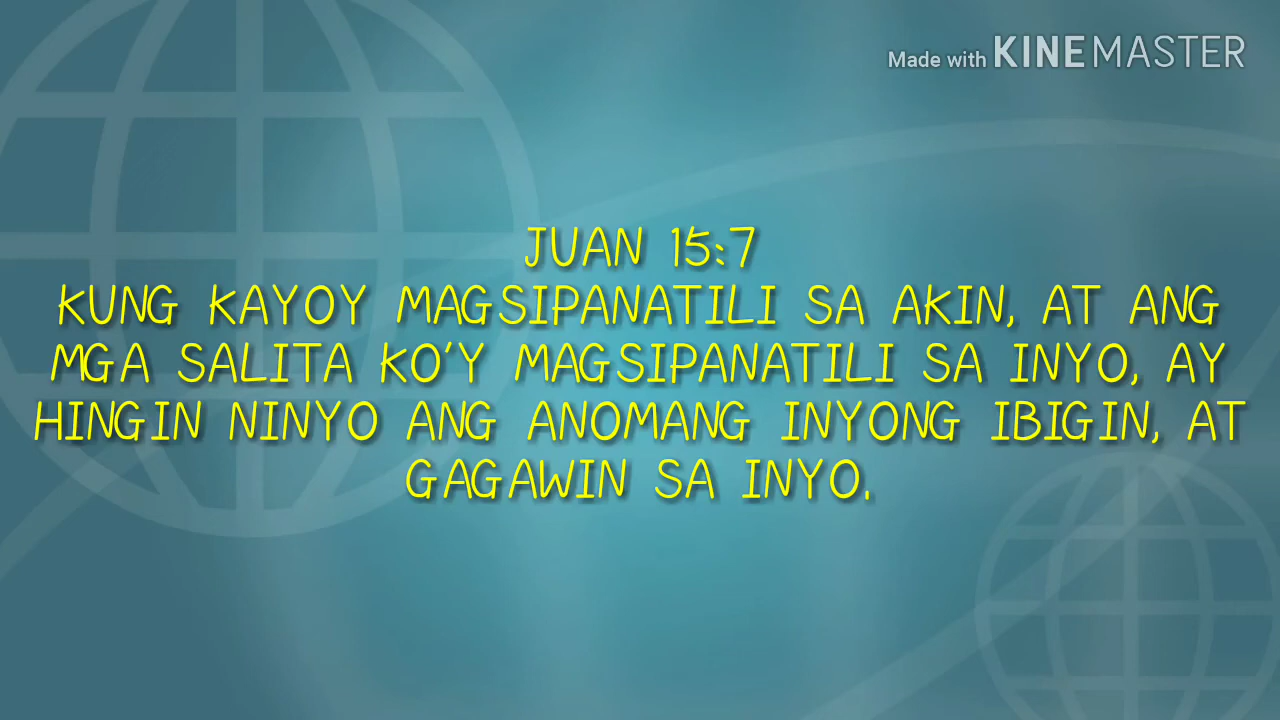 Made with KINEMASTER
JUAN 15:7
KUNG KAYOY MAGSIPANATILI SA AKIN, AT ANG
MGA SALITA KO'Y MAGSIPANATILI SA INYO, AY
HINGIN NINYO ANG ANOMANG INYONG IBIGIN, AT
GAGAWIN SA INYO.